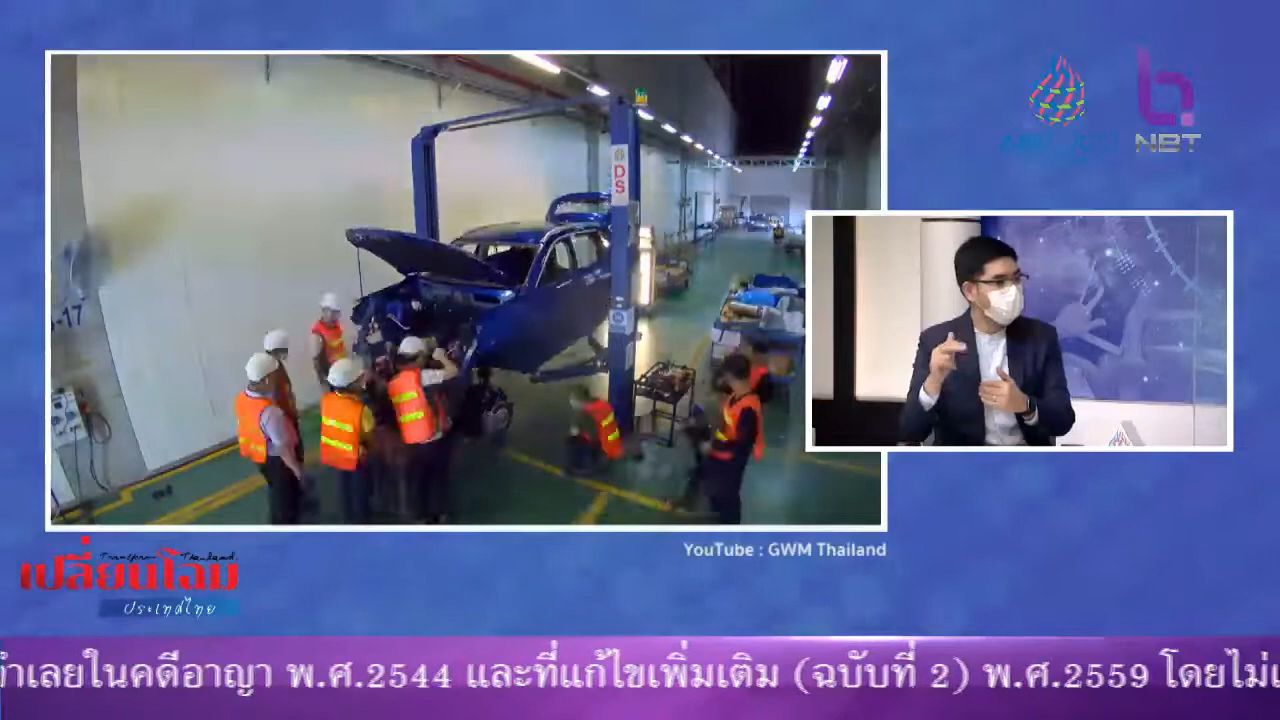 NBT
DS
-17
YouTube : GWM Thailand
Transform Thailand
เปลี่ยนโฉม
ประเทศไทย
ำเลยในคดีอาญา พ.ศ.2544 และที่แก้ไขเพิ่มเติม (ฉบับที่ 2) พ.ศ.2559 โดยไม่